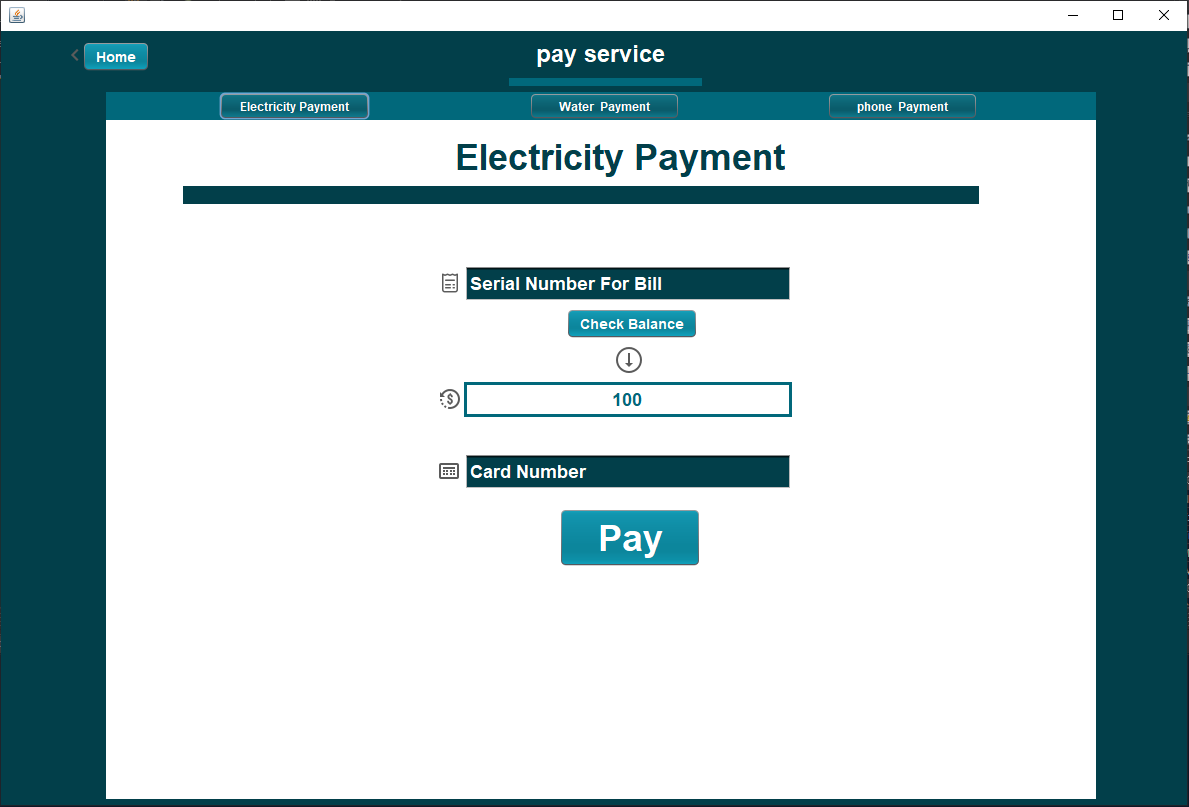 Home
pay service
Electricity Payment
Water Payment
phone Payment
Electricity Payment
Serial Number For Bill
Check Balance
100
Card Number
Pay